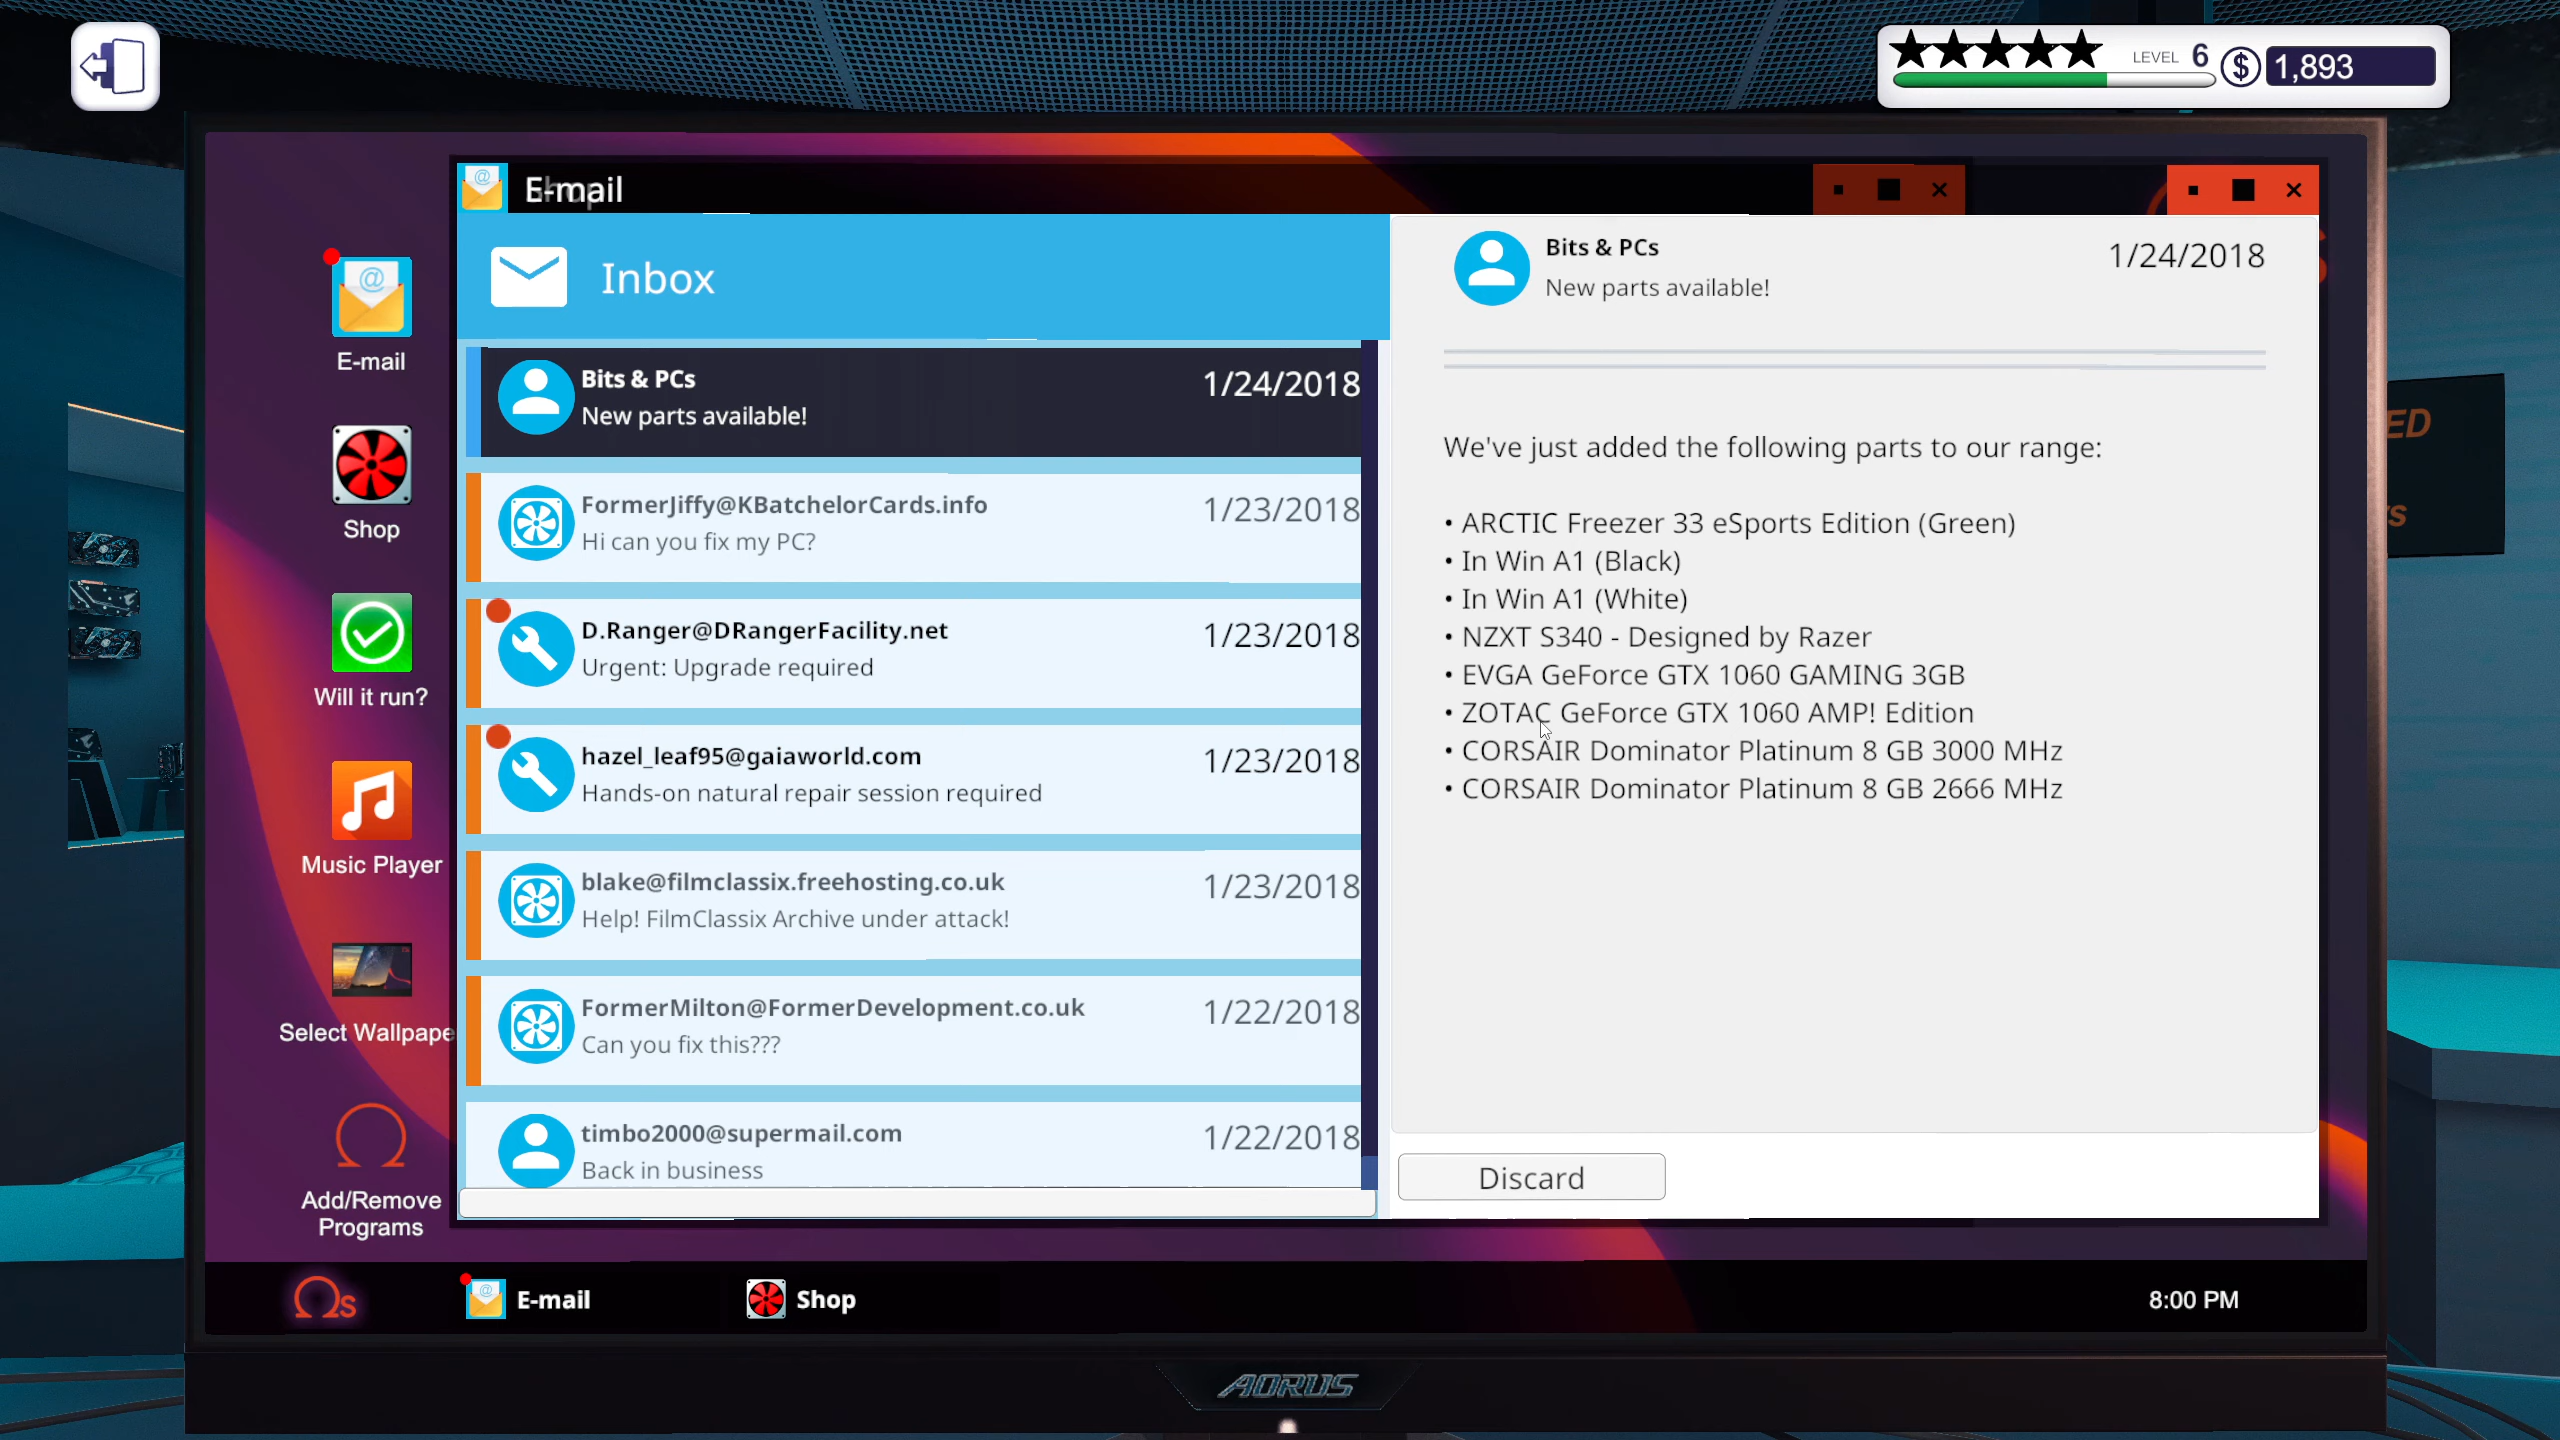 LEVEL 6
$ 1,893
E-mail
Inbox
Bits & PCs
New parts available!
1/24/2018
FormerJiffy@KBatchelorCards.info
Hi can you fix my PC?
1/23/2018
D.Ranger@DRangerFacility.net
Urgent: Upgrade required
1/23/2018
hazel_leaf95@gaiaworld.com
Hands-on natural repair session required
1/23/2018
blake@filmclassix.freehosting.co.uk
Help! FilmClassix Archive under attack!
1/23/2018
FormerMilton@FormerDevelopment.co.uk
Can you fix this???
1/22/2018
timbo2000@supermail.com
Back in business
1/22/2018
Bits & PCs
New parts available!
1/24/2018
We've just added the following parts to our range:
• ARCTIC Freezer 33 eSports Edition (Green)
• In Win A1 (Black)
• In Win A1 (White)
• NZXT S340 - Designed by Razer
• EVGA GeForce GTX 1060 GAMING 3GB
• ZOTAC GeForce GTX 1060 AMP! Edition
• CORSAIR Dominator Platinum 8 GB 3000 MHz
• CORSAIR Dominator Platinum 8 GB 2666 MHz
Discard
E-mail
Shop
Will it run?
Music Player
Select Wallpape
Add/Remove
Programs
Ωs
E-mail
Shop
8:00 PM
AORUS